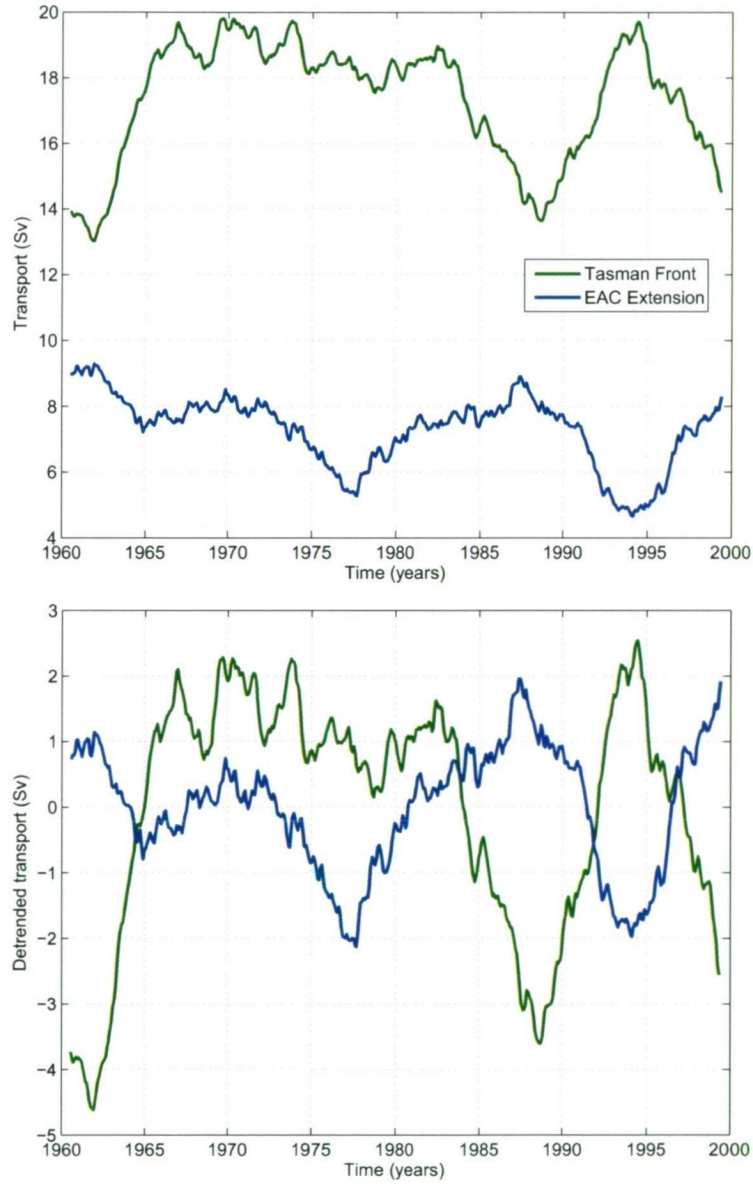 20
18
16
14
12
10
8
6
4
Transport (Sv)
Tasman Front
EAC Extension
1960 1965 1970 1975 1980 1985 1990 1995 2000
Time (years)
3
2
1
0
−1
−2
−3
−4
−5
Detrended transport (Sv)
1960 1965 1970 1975 1980 1985 1990 1995 2000
Time (years)